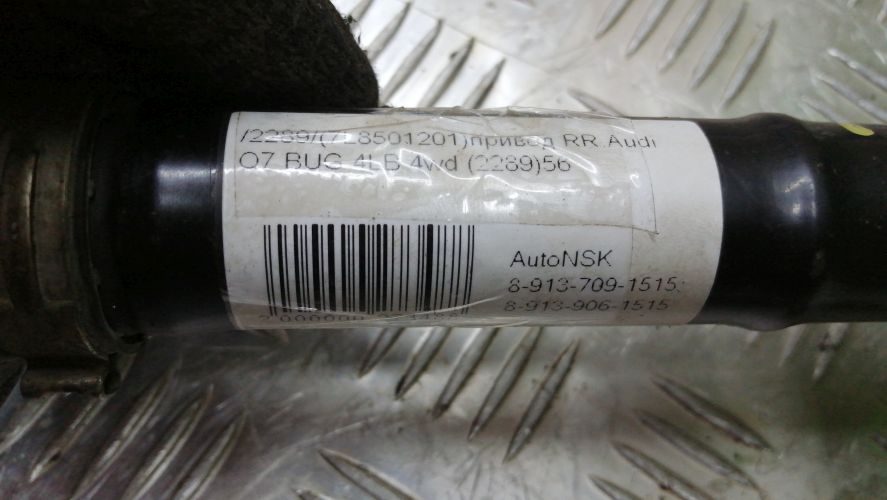 /2289/(7L8501201)привод RR Audi
Q7 BUG 4LB 4wd (2289)56
AutoNSK
8-913-709-1515;
8-913-906-1515